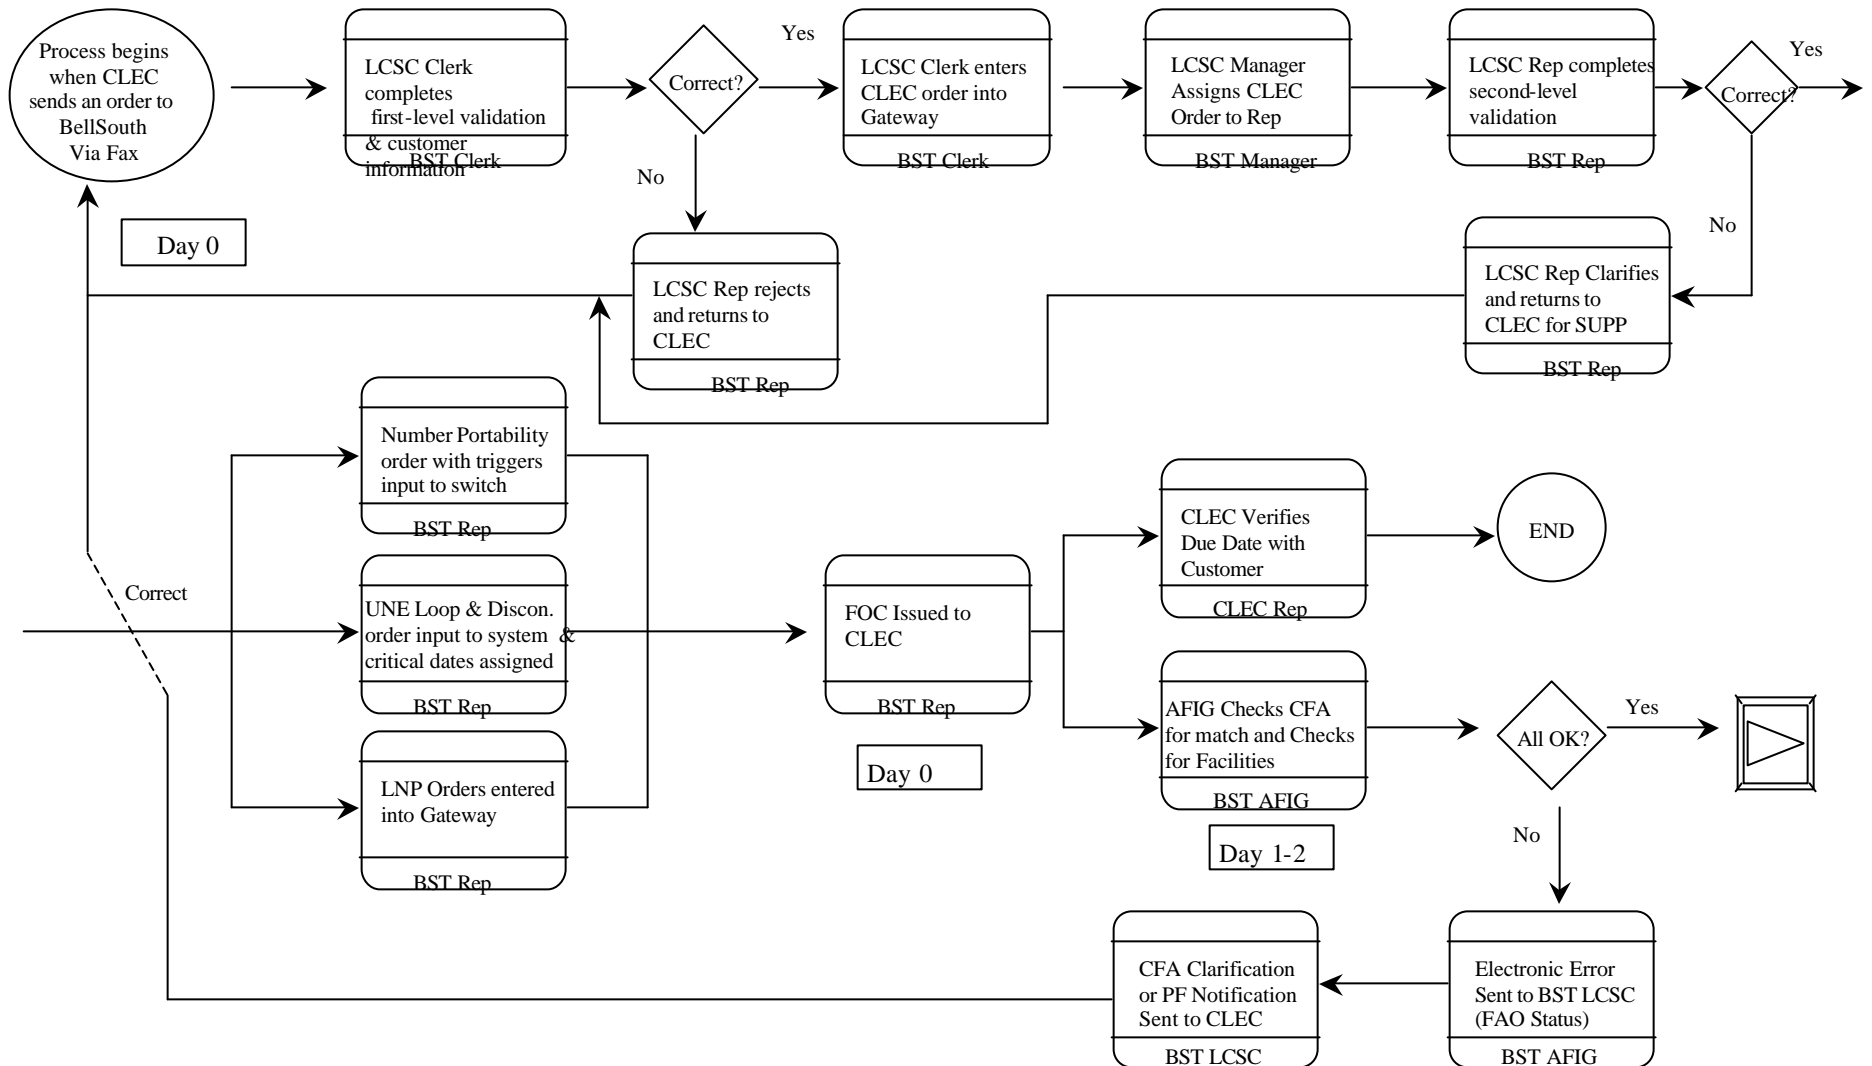 Process begins
when CLEC
sends an order to
BellSouth
Via Fax
LCSC Clerk
completes
first-level validation
& customer
information
BST Clerk
Correct?
Yes
No
LCSC Clerk enters
CLEC order into
Gateway
BST Clerk
LCSC Manager
Assigns CLEC
Order to Rep
BST Manager
LCSC Rep completes
second-level
validation
BST Rep
Correct?
Yes
No
Day 0
LCSC Rep rejects
and returns to
CLEC
BST Rep
LCSC Rep Clarifies
and returns to
CLEC for SUPP
BST Rep
Number Portability
order with triggers
input to switch
BST Rep
Correct
UNE Loop & Discon.
order input to system &
critical dates assigned
BST Rep
LNP Orders entered
into Gateway
BST Rep
FOC Issued to
CLEC
BST Rep
Day 0
CLEC Verifies
Due Date with
Customer
CLEC Rep
END
AFIG Checks CFA
for match and Checks
for Facilities
BST AFIG
Day 1-2
All OK?
Yes
No
CFA Clarification
or PF Notification
Sent to CLEC
BST LCSC
Electronic Error
Sent to BST LCSC
(FAO Status)
BST AFIG